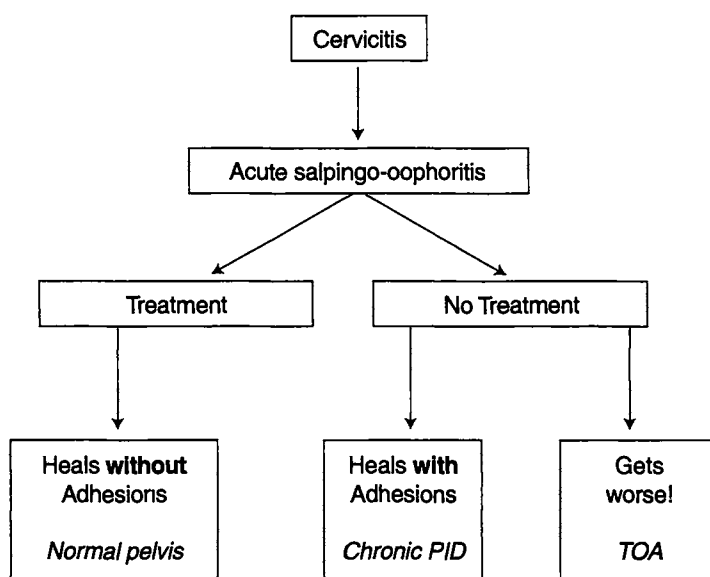 Cervicitis
Acute salpingo-oophoritis
Treatment
No Treatment
Heals without
Adhesions
Normal pelvis
Heals with
Adhesions
Chronic PID
Gets
worse!
TOA